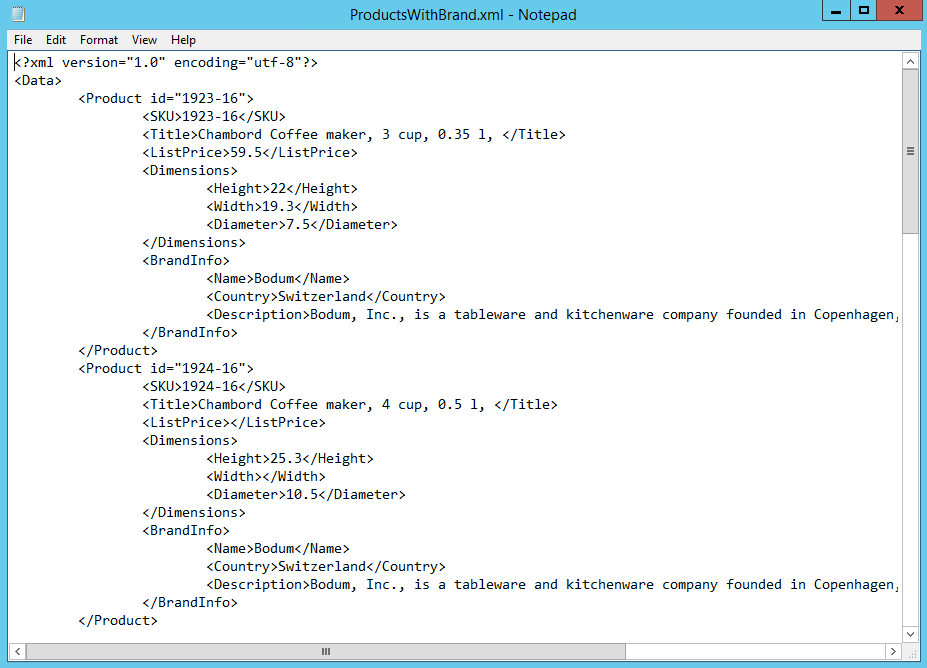 ProductsWithBrand.xml - Notepad
File Edit Format View Help
<?xml version="1.0" encoding="utf-8"?>
<Data>
<Product id="1923-16">
<SKU>1923-16</SKU>
<Title>Chambord Coffee maker, 3 cup, 0.35 l, </Title>
<ListPrice>59.5</ListPrice>
<Dimensions>
<Height>22</Height>
<Width>19.3</Width>
<Diameter>7.5</Diameter>
</Dimensions>
<BrandInfo>
<Name>Bodum</Name>
<Country>Switzerland</Country>
<Description>Bodum, Inc., is a tableware and kitchenware company founded in Copenhagen,
</BrandInfo>
</Product>
<Product id="1924-16">
<SKU>1924-16</SKU>
<Title>Chambord Coffee maker, 4 cup, 0.5 l, </Title>
<ListPrice></ListPrice>
<Dimensions>
<Height>25.3</Height>
<Width></Width>
<Diameter>10.5</Diameter>
</Dimensions>
<BrandInfo>
<Name>Bodum</Name>
<Country>Switzerland</Country>
<Description>Bodum, Inc., is a tableware and kitchenware company founded in Copenhagen,
</BrandInfo>
</Product>